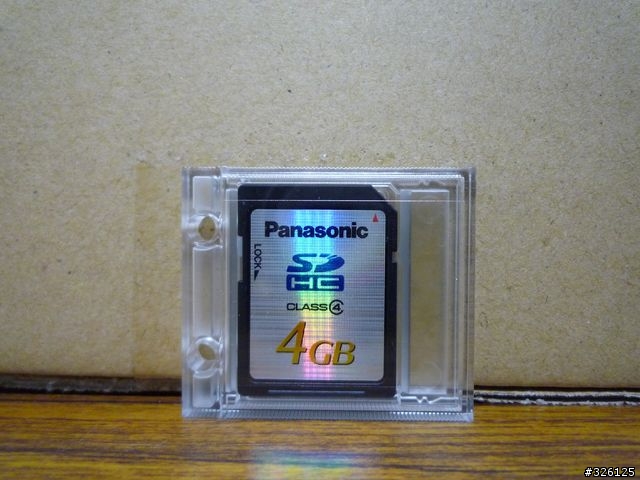 Panasonic
LOCK
SD
HC
CLASS 4
4GB
#326125